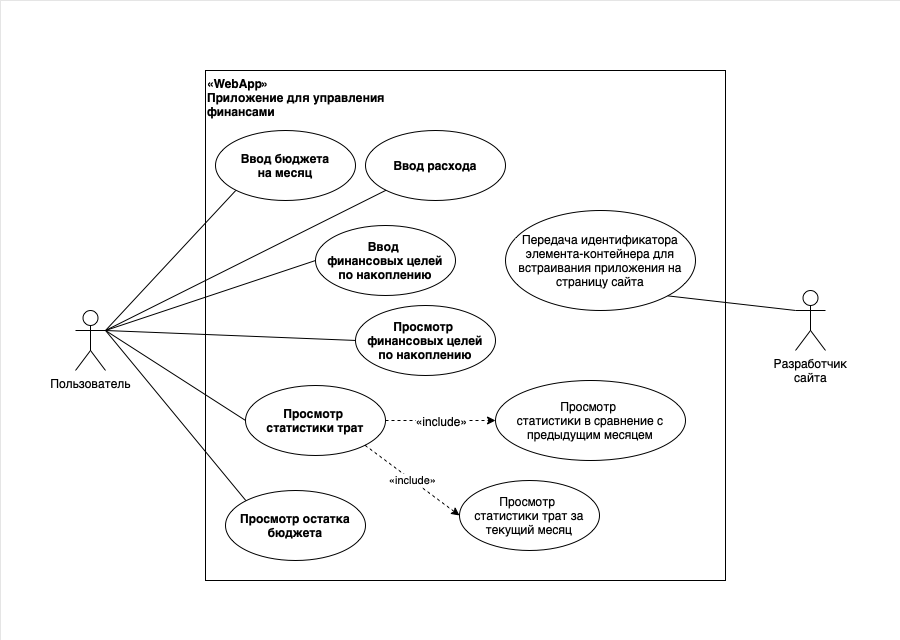 «WebApp»
Приложение для управления
финансами
Ввод бюджета
на месяц
Ввод расхода
Ввод
финансовых целей
по накоплению
Передача идентификатора
элемента-контейнера для
встраивания приложения на
страницу сайта
Просмотр
финансовых целей
по накоплению
Пользователь
Разработчик
сайта
Просмотр
статистики трат
«include»
Просмотр
статистики в сравнение с
предыдущим месяцем
«include»
Просмотр остатка
бюджета
Просмотр
статистики трат за
текущий месяц